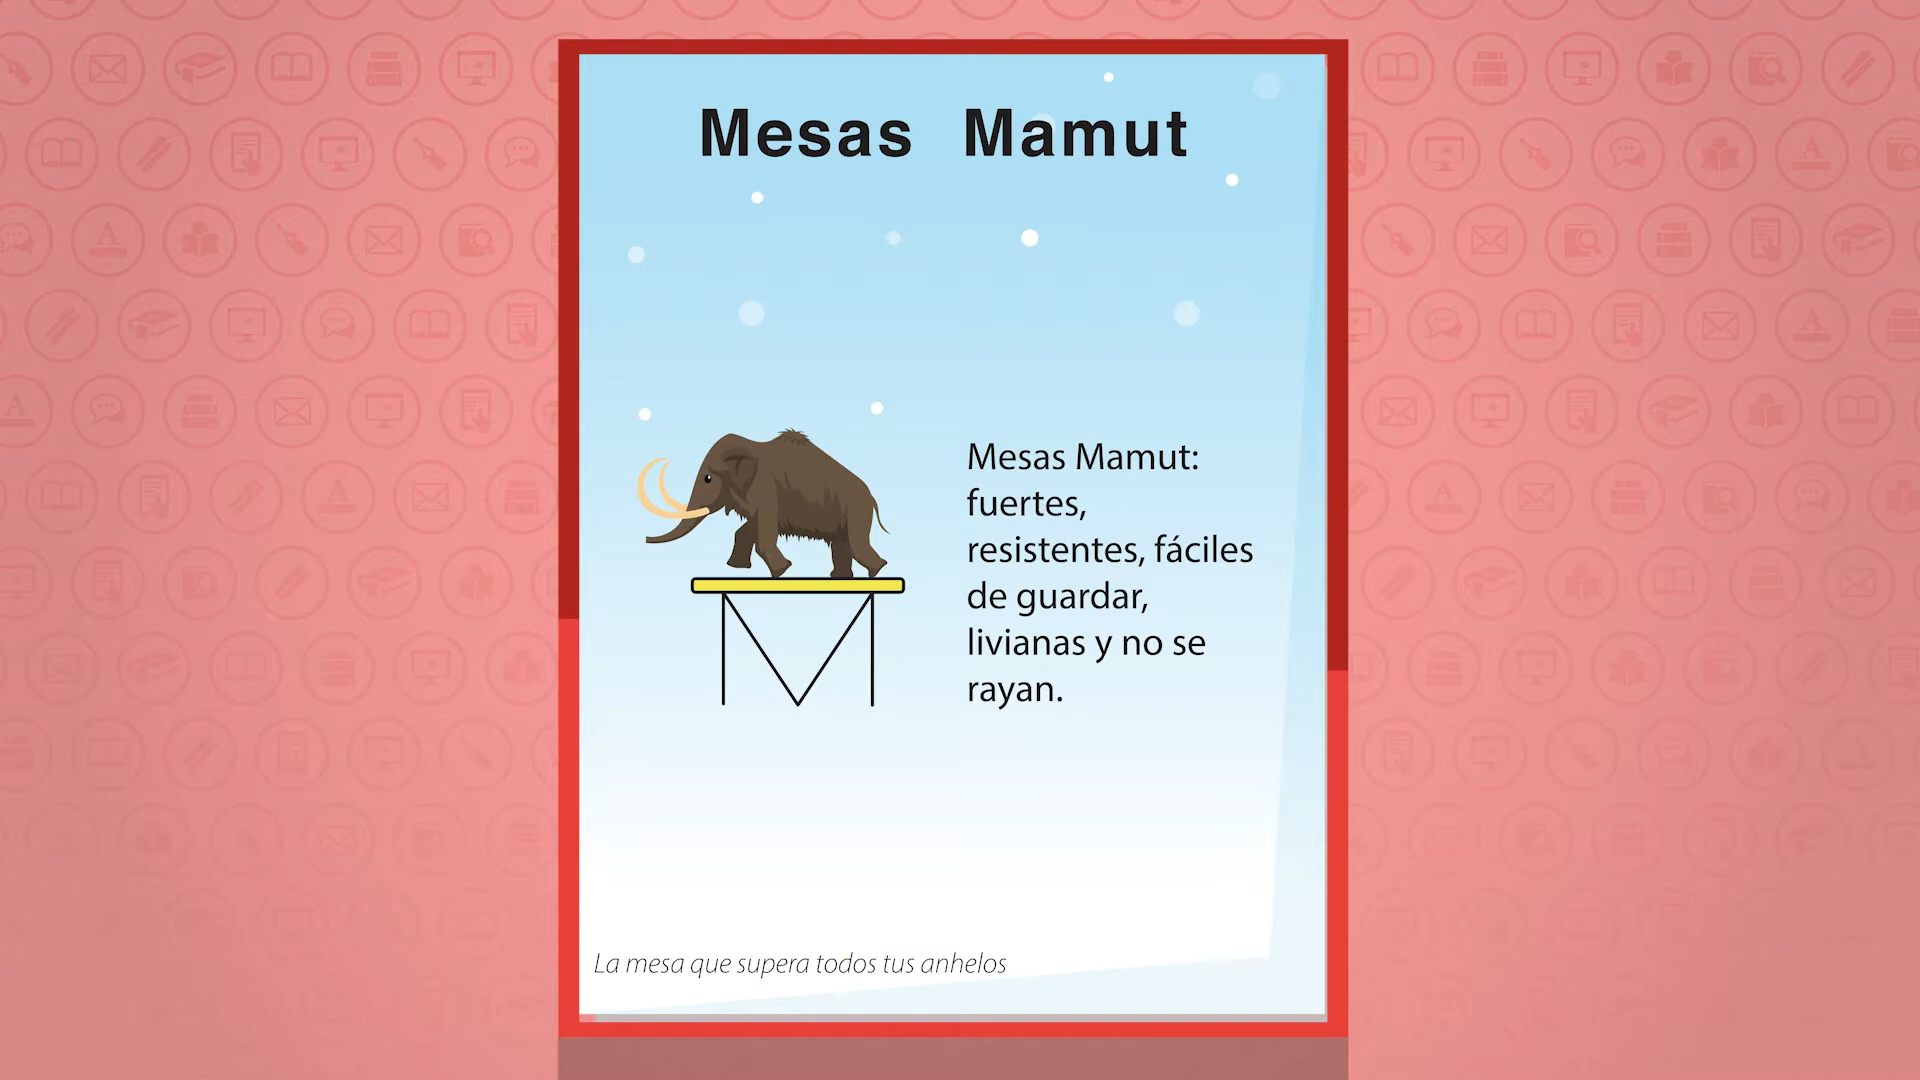 Mesas Mamut
Mesas Mamut:
fuertes,
resistentes, fáciles
de guardar,
livianas y no se
rayan.
La mesa que supera todos tus anhelos